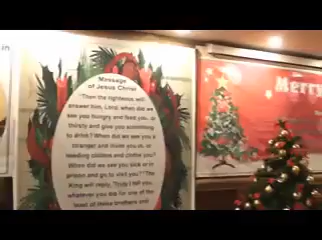 in
Message
of Jesus Christ
"Then the righteous will
answer him, 'Lord, when did we
see you hungry and feed you, or
thirsty and give you something
to drink? When did we see you a
stranger and invite you in, or
needing clothes and clothe you?
When did we see you sick or in
prison and go to visit you?' "The
King will reply, 'Truly I tell you,
whatever you did for one of the
least of these brothers and
Merry